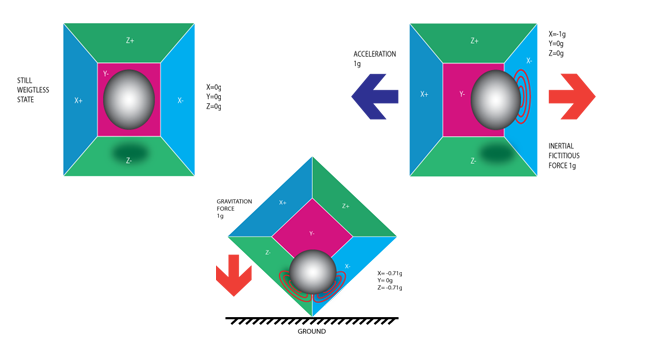 STILL
WEIGHTLESS
STATE
Z+
Y-
X+
X-
Z-
X=0g
Y=0g
Z=0g
ACCELERATION
1g
Z+
X-
X+
Y-
Z-
X=-1g
Y=0g
Z=0g
INERTIAL
FICTITIOUS
FORCE 1g
GRAVITATION
FORCE
1g
X+
Z+
Y-
Z-
X-
X= -0.71g
Y= 0g
Z= -0.71g
GROUND